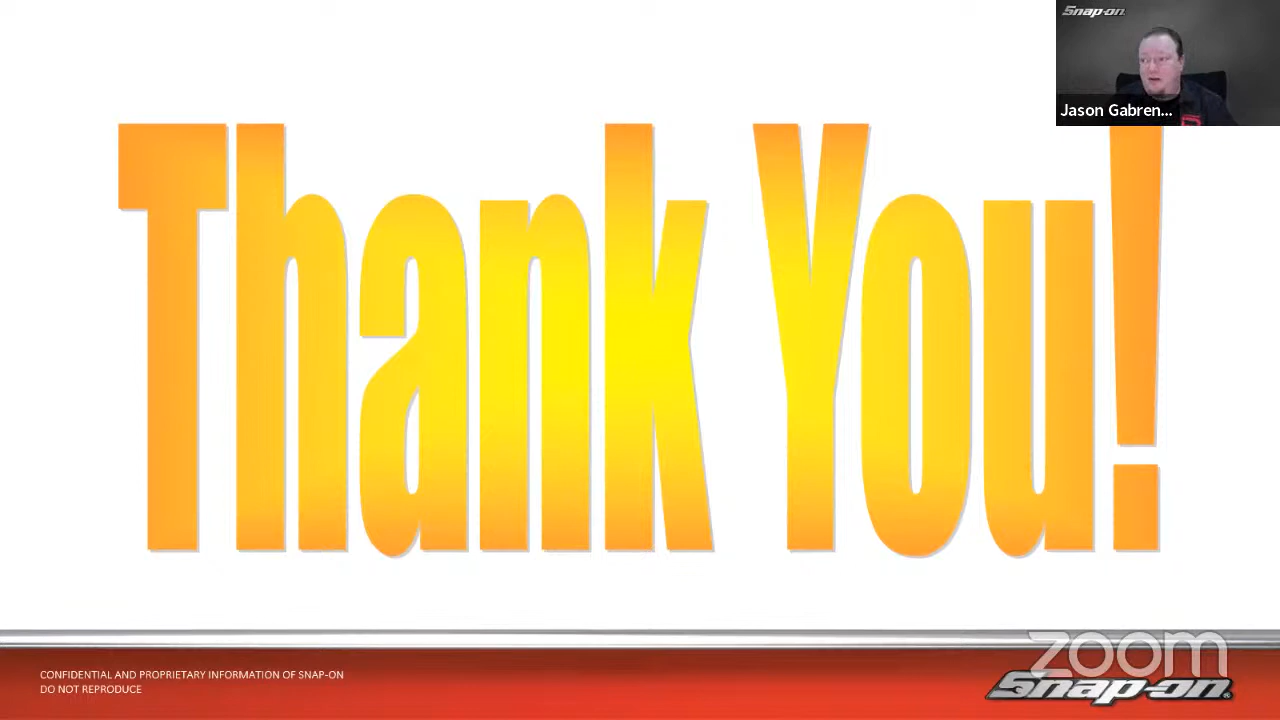 Snap-on
Jason Gabren...
Thank You!
CONFIDENTIAL AND PROPRIETARY INFORMATION OF SNAP-ON
DO NOT REPRODUCE
zoom
Snap-on®